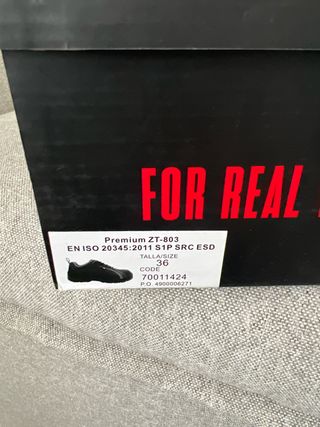 FOR REAL
Premium ZT-803
EN ISO 20345:2011 S1P SRC ESD
TALLA/SIZE
36
CODE
70011424
P.O. 4900006271